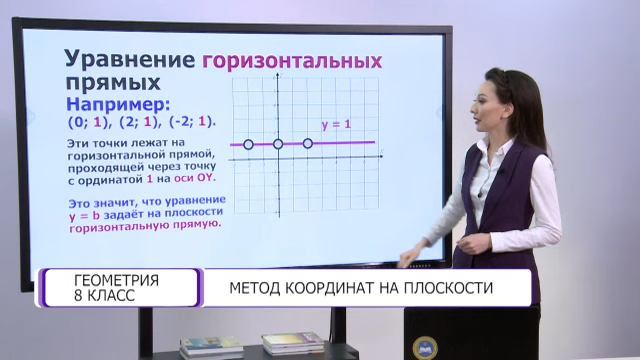 Уравнение горизонтальных
прямых
Например:
(0; 1), (2; 1), (-2; 1).
Эти точки лежат на
горизонтальной прямой,
проходящей через точку
с ординатой 1 на оси OY.
Это значит, что уравнение
y = b задаёт на плоскости
горизонтальную прямую.
y = 1
ГЕОМЕТРИЯ
8 КЛАСС
МЕТОД КООРДИНАТ НА ПЛОСКОСТИ